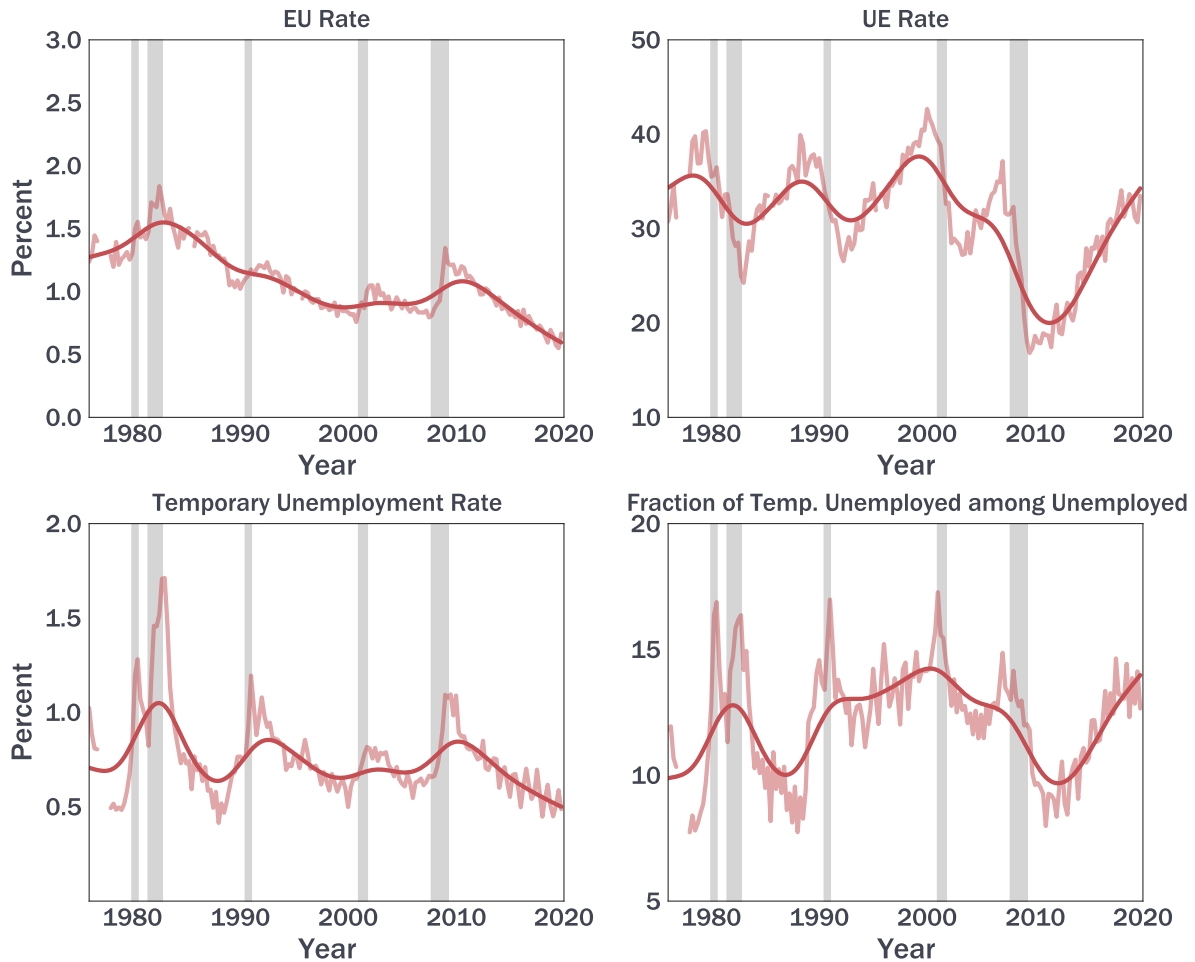 EU Rate
3.0
2.5
2.0
1.5
1.0
0.5
0.0
Percent
1980 1990 2000 2010 2020
Year
UE Rate
50
40
30
20
10
1980 1990 2000 2010 2020
Year
Temporary Unemployment Rate
2.0
1.5
1.0
0.5
Percent
1980 1990 2000 2010 2020
Year
Fraction of Temp. Unemployed among Unemployed
20
15
10
5
1980 1990 2000 2010 2020
Year